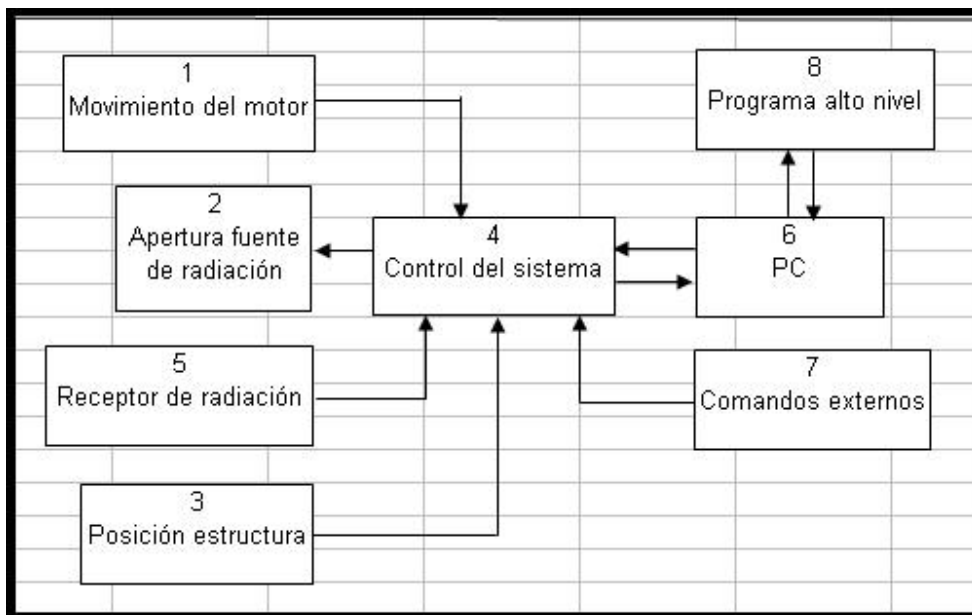 1
Movimiento del motor
8
Programa alto nivel
2
Apertura fuente
de radiación
4
Control del sistema
6
PC
5
Receptor de radiación
7
Comandos externos
3
Posición estructura